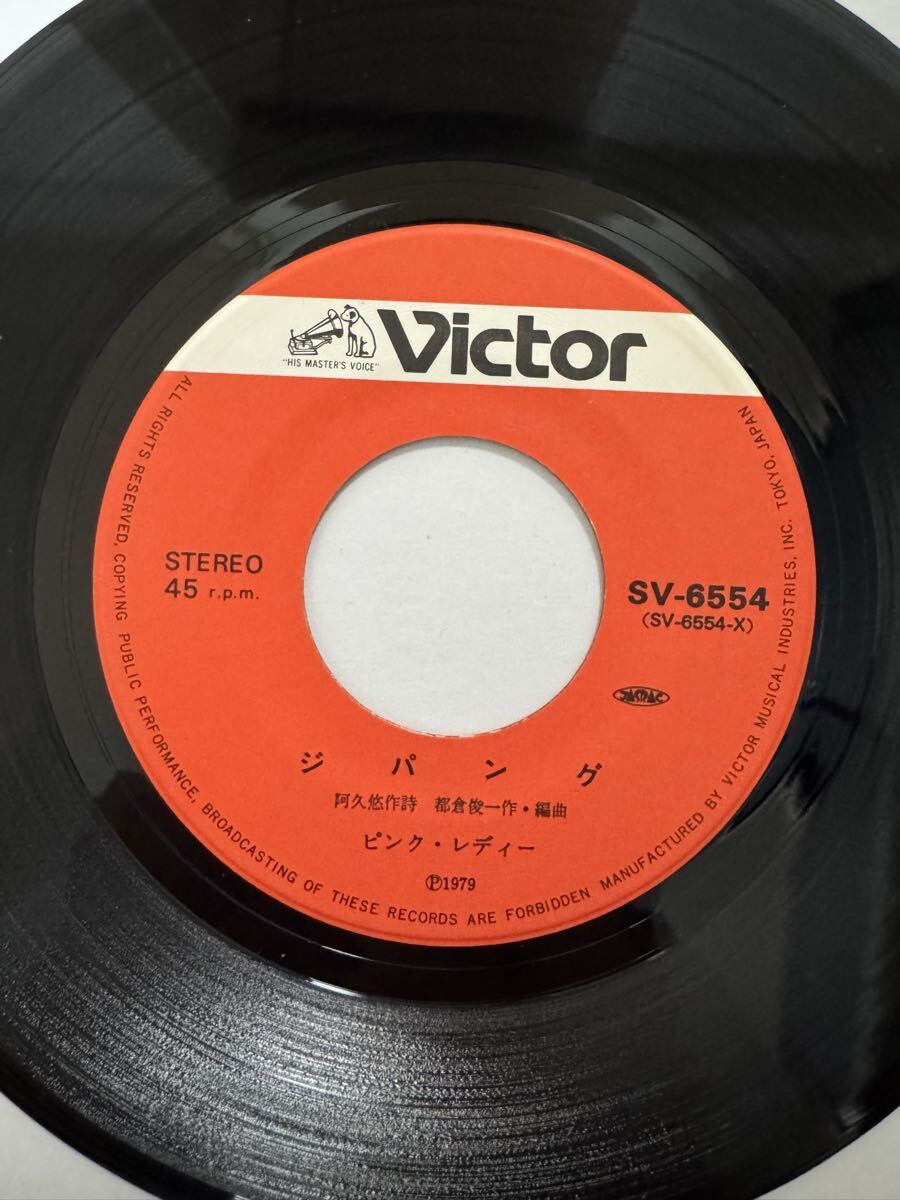 Victor
"HIS MASTER'S VOICE"
STEREO
45 r.p.m.
SV-6554
(SV-6554-X)
JASRAC
ジパング
阿久悠作詩 都倉俊一作・編曲
ピンク・レディー
Ⓟ1979
ALL RIGHTS RESERVED, COPYING PUBLIC PERFORMANCE, BROADCASTING OF THESE RECORDS ARE FORBIDDEN MANUFACTURED BY VICTOR MUSICAL INDUSTRIES, INC. TOKYO, JAPAN